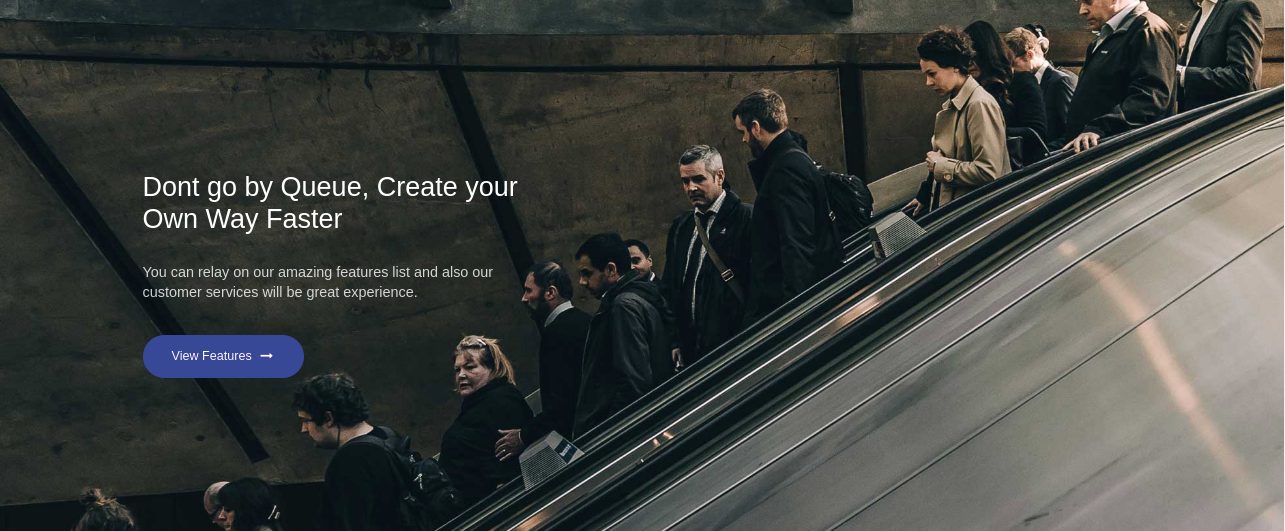 Dont go by Queue, Create your
Own Way Faster
You can relay on our amazing features list and also our
customer services will be great experience.
View Features